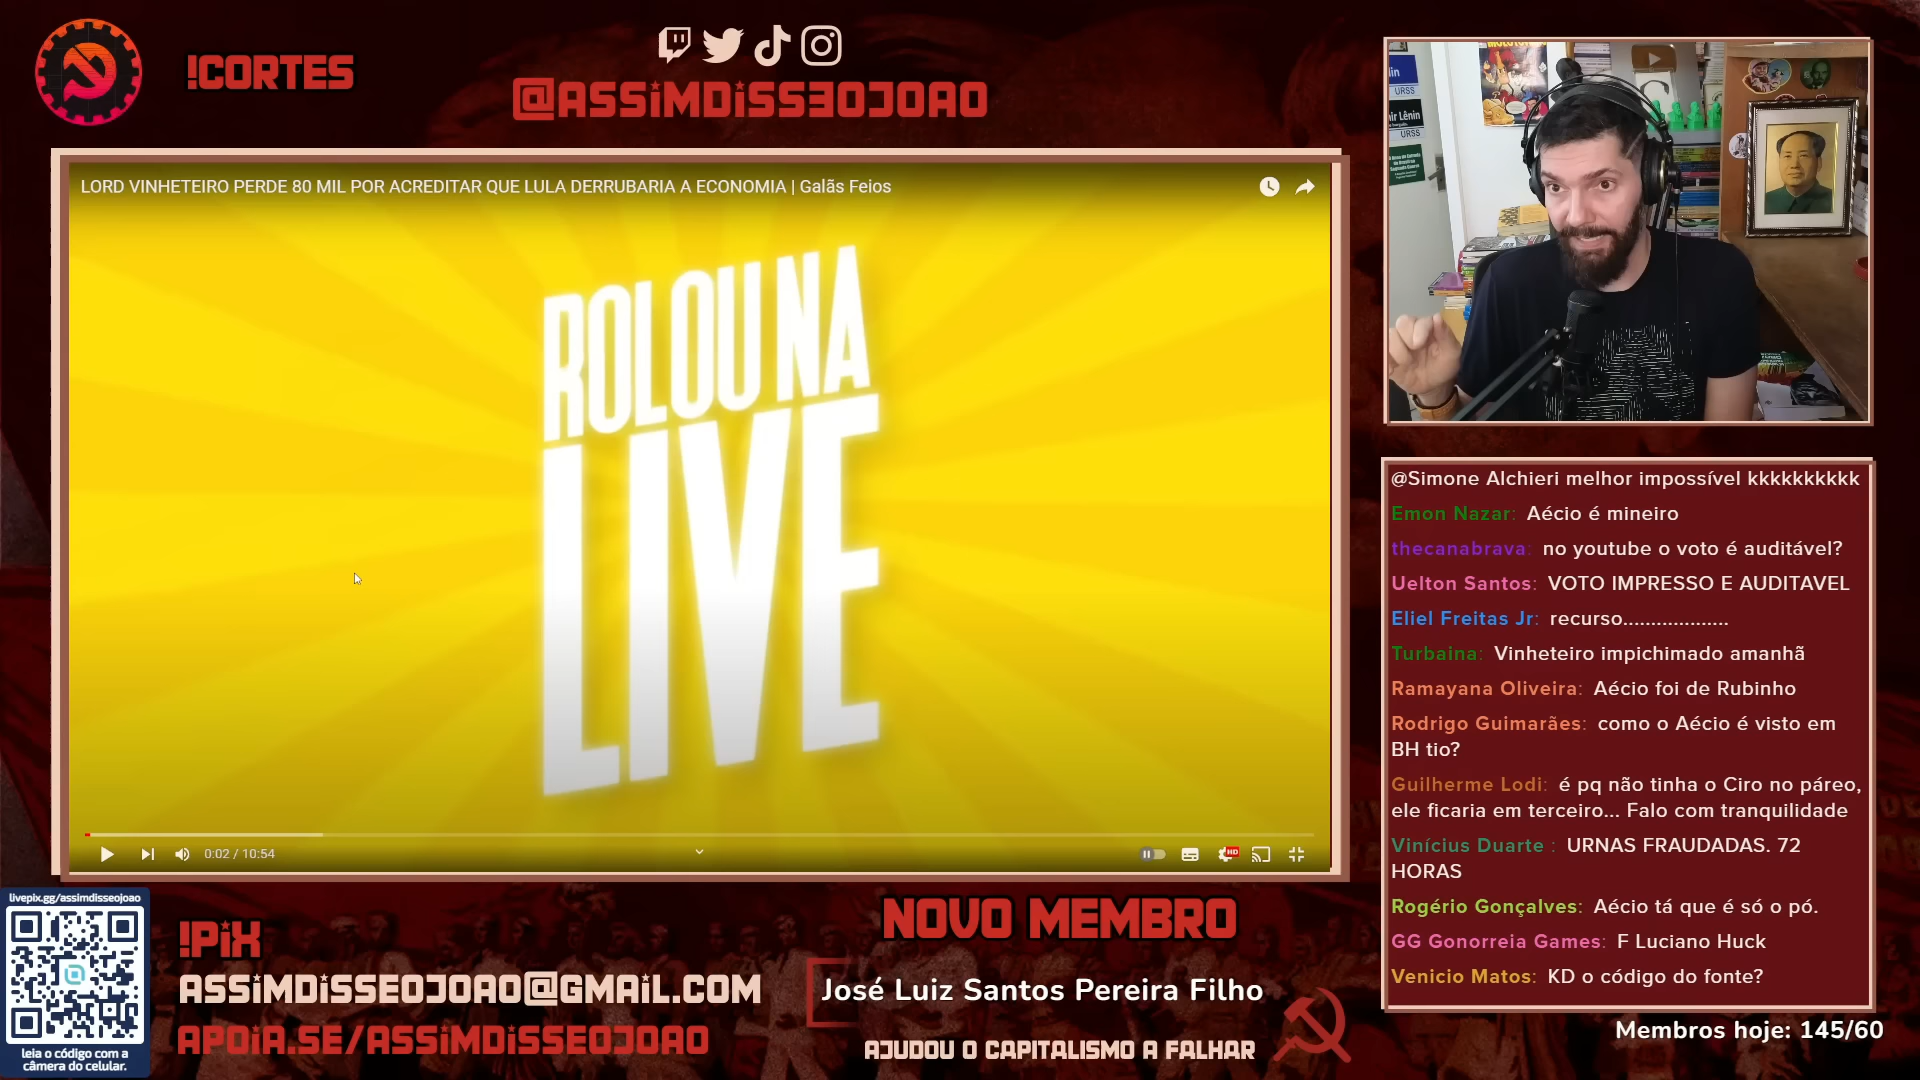 !CORTES
@ASSIMDISSEOJOAO
LORD VINHETEIRO PERDE 80 MIL POR ACREDITAR QUE LULA DERRUBARIA A ECONOMIA | Galãs Feios
ROLOU NA
LIVE
0:02 / 10:54
HD
URSS
Lênin
URSS
@Simone Alchieri melhor impossível kkkkkkkkkk
Emon Nazar: Aécio é mineiro
thecanabrava: no youtube o voto é auditável?
Uelton Santos: VOTO IMPRESSO E AUDITAVEL
Eliel Freitas Jr: recurso...................
Turbaina: Vinheteiro impichimado amanhã
Ramayana Oliveira: Aécio foi de Rubinho
Rodrigo Guimarães: como o Aécio é visto em
BH tio?
Guilherme Lodi: é pq não tinha o Ciro no páreo,
ele ficaria em terceiro... Falo com tranquilidade
Vinícius Duarte : URNAS FRAUDADAS. 72
HORAS
Rogério Gonçalves: Aécio tá que é só o pó.
GG Gonorreia Games: F Luciano Huck
Venicio Matos: KD o código do fonte?
Membros hoje: 145/60
livepix.gg/assimdisseojoao
leia o código com a
câmera do celular.
!PIX
ASSIMDISSEOJOAO@GMAIL.COM
APOIA.SE/ASSIMDISSEOJOAO
NOVO MEMBRO
José Luiz Santos Pereira Filho
AJUDOU O CAPITALISMO A FALHAR